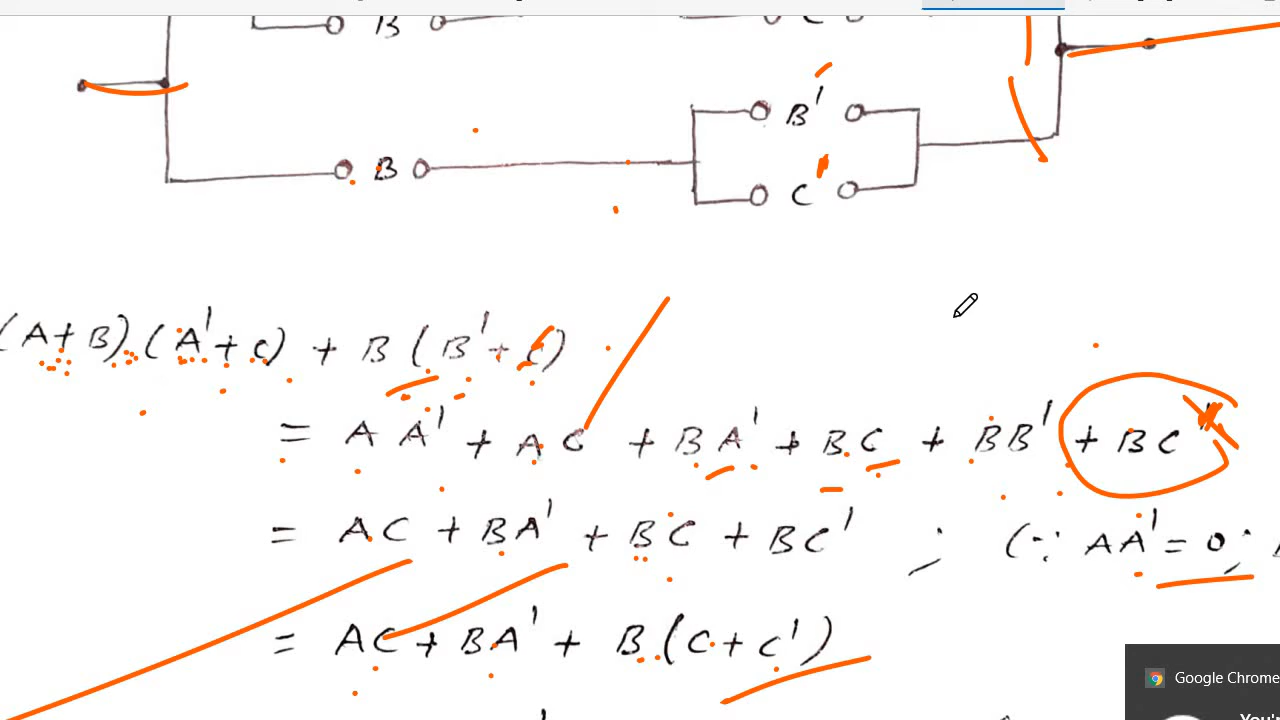 B C
B'
B
C'
(A+B).(A'+C) + B(B'+C')
= AA' + AC + BA' + BC + BB' + BC'
= AC + BA' + BC + BC' ; (∵ AA' = 0;
= AC + BA' + B(C+C')
Google Chrome